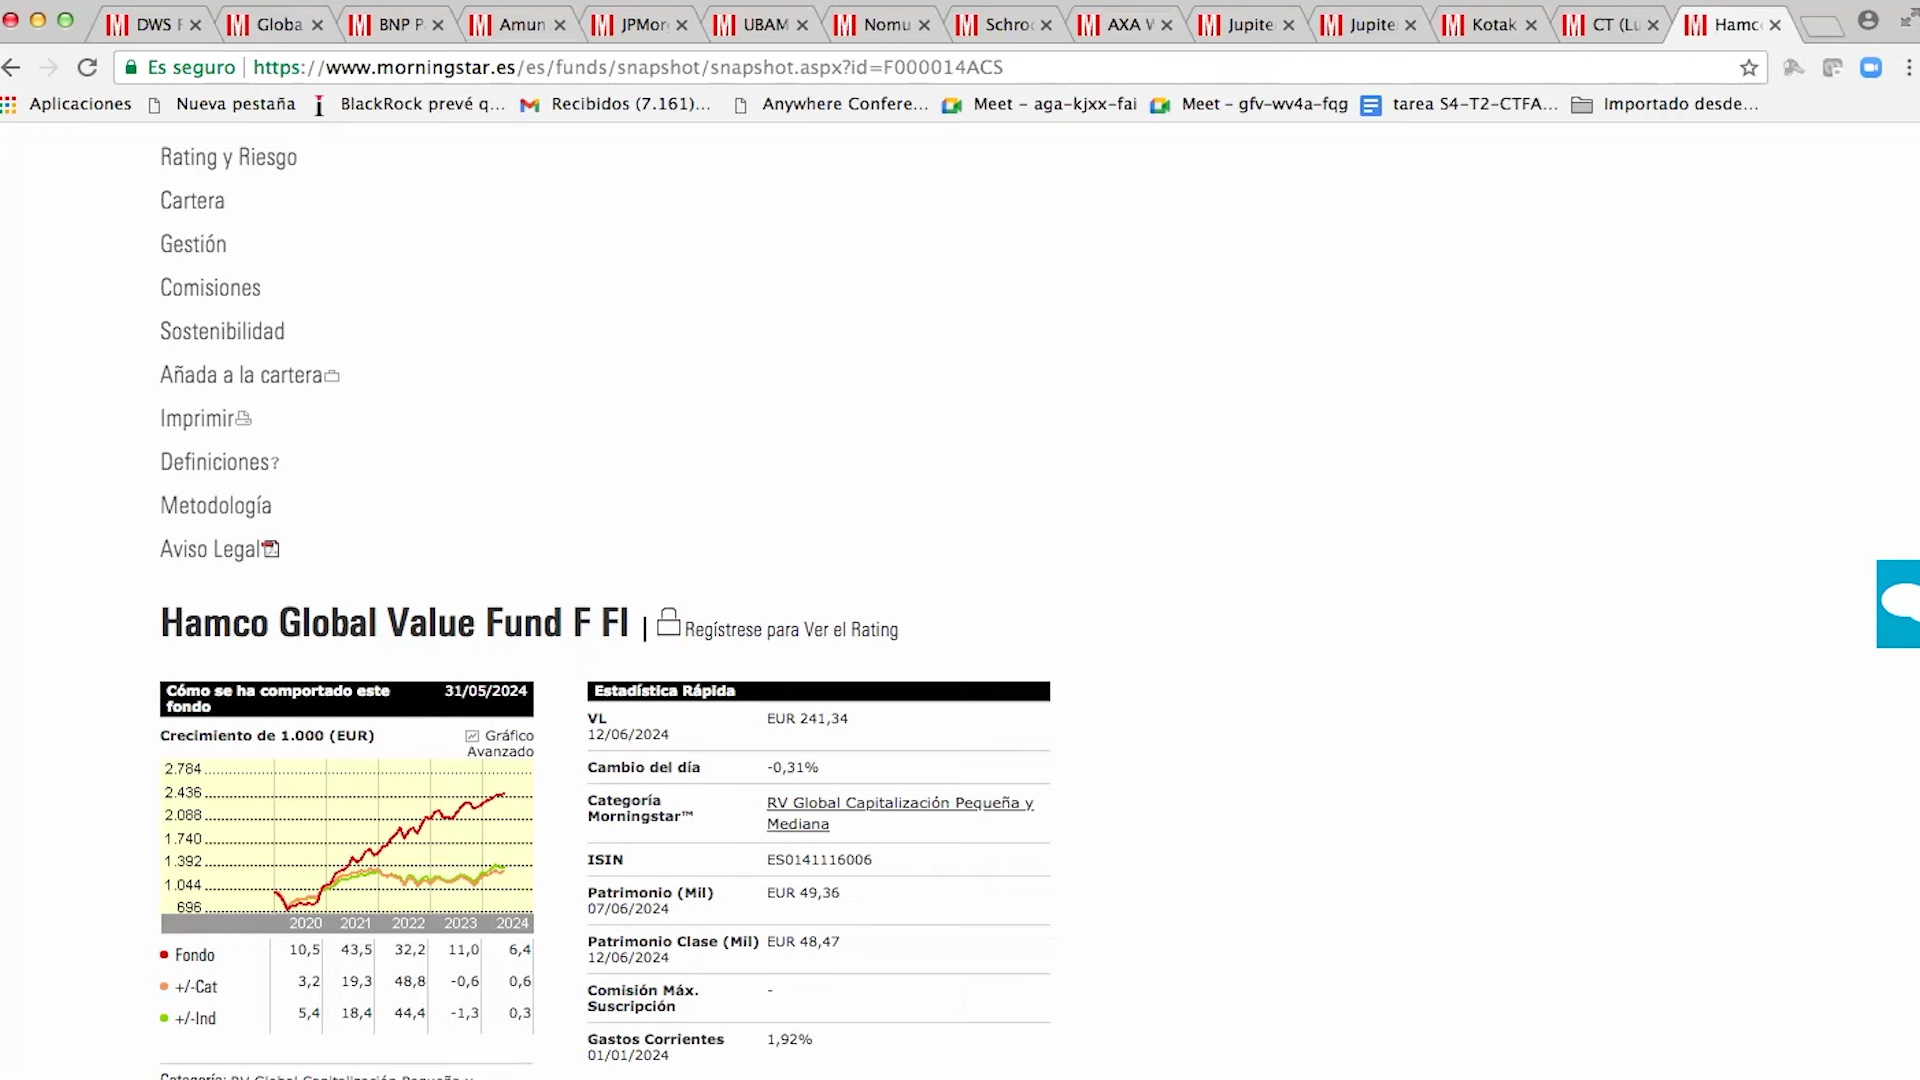 DWS F
Globa
BNP P
Amun
JPMor
UBAM
Nomu
Schro
AXA W
Jupite
Jupite
Kotak
CT (Lu
Hamco
Es seguro | https://www.morningstar.es/es/funds/snapshot/snapshot.aspx?id=F000014ACS
Aplicaciones
Nueva pestaña
BlackRock prevé q...
Recibidos (7.161)...
Anywhere Confere...
Meet – aga-kjxx-fai
Meet – gfv-wv4a-fqg
tarea S4-T2-CTFA...
Importado desde...
Rating y Riesgo
Cartera
Gestión
Comisiones
Sostenibilidad
Añada a la cartera
Imprimir
Definiciones?
Metodología
Aviso Legal
Hamco Global Value Fund F FI | Regístrese para Ver el Rating
Cómo se ha comportado este fondo 31/05/2024
Crecimiento de 1.000 (EUR)
Gráfico Avanzado
2.784
2.436
2.088
1.740
1.392
1.044
696
2020 2021 2022 2023 2024
Fondo 10,5 43,5 32,2 11,0 6,4
+/-Cat 3,2 19,3 48,8 -0,6 0,6
+/-Ind 5,4 18,4 44,4 -1,3 0,3
Categoría: RV Global Capitalización Pequeña y
Estadística Rápida
VL EUR 241,34
12/06/2024
Cambio del día -0,31%
Categoría Morningstar™ RV Global Capitalización Pequeña y Mediana
ISIN ES0141116006
Patrimonio (Mil) EUR 49,36
07/06/2024
Patrimonio Clase (Mil) EUR 48,47
12/06/2024
Comisión Máx. Suscripción -
Gastos Corrientes 1,92%
01/01/2024